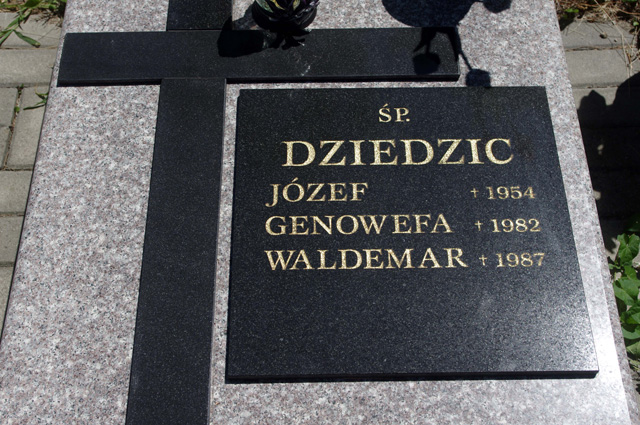 ŚP.
DZIEDZIC
JÓZEF † 1954
GENOWEFA † 1982
WALDEMAR † 1987